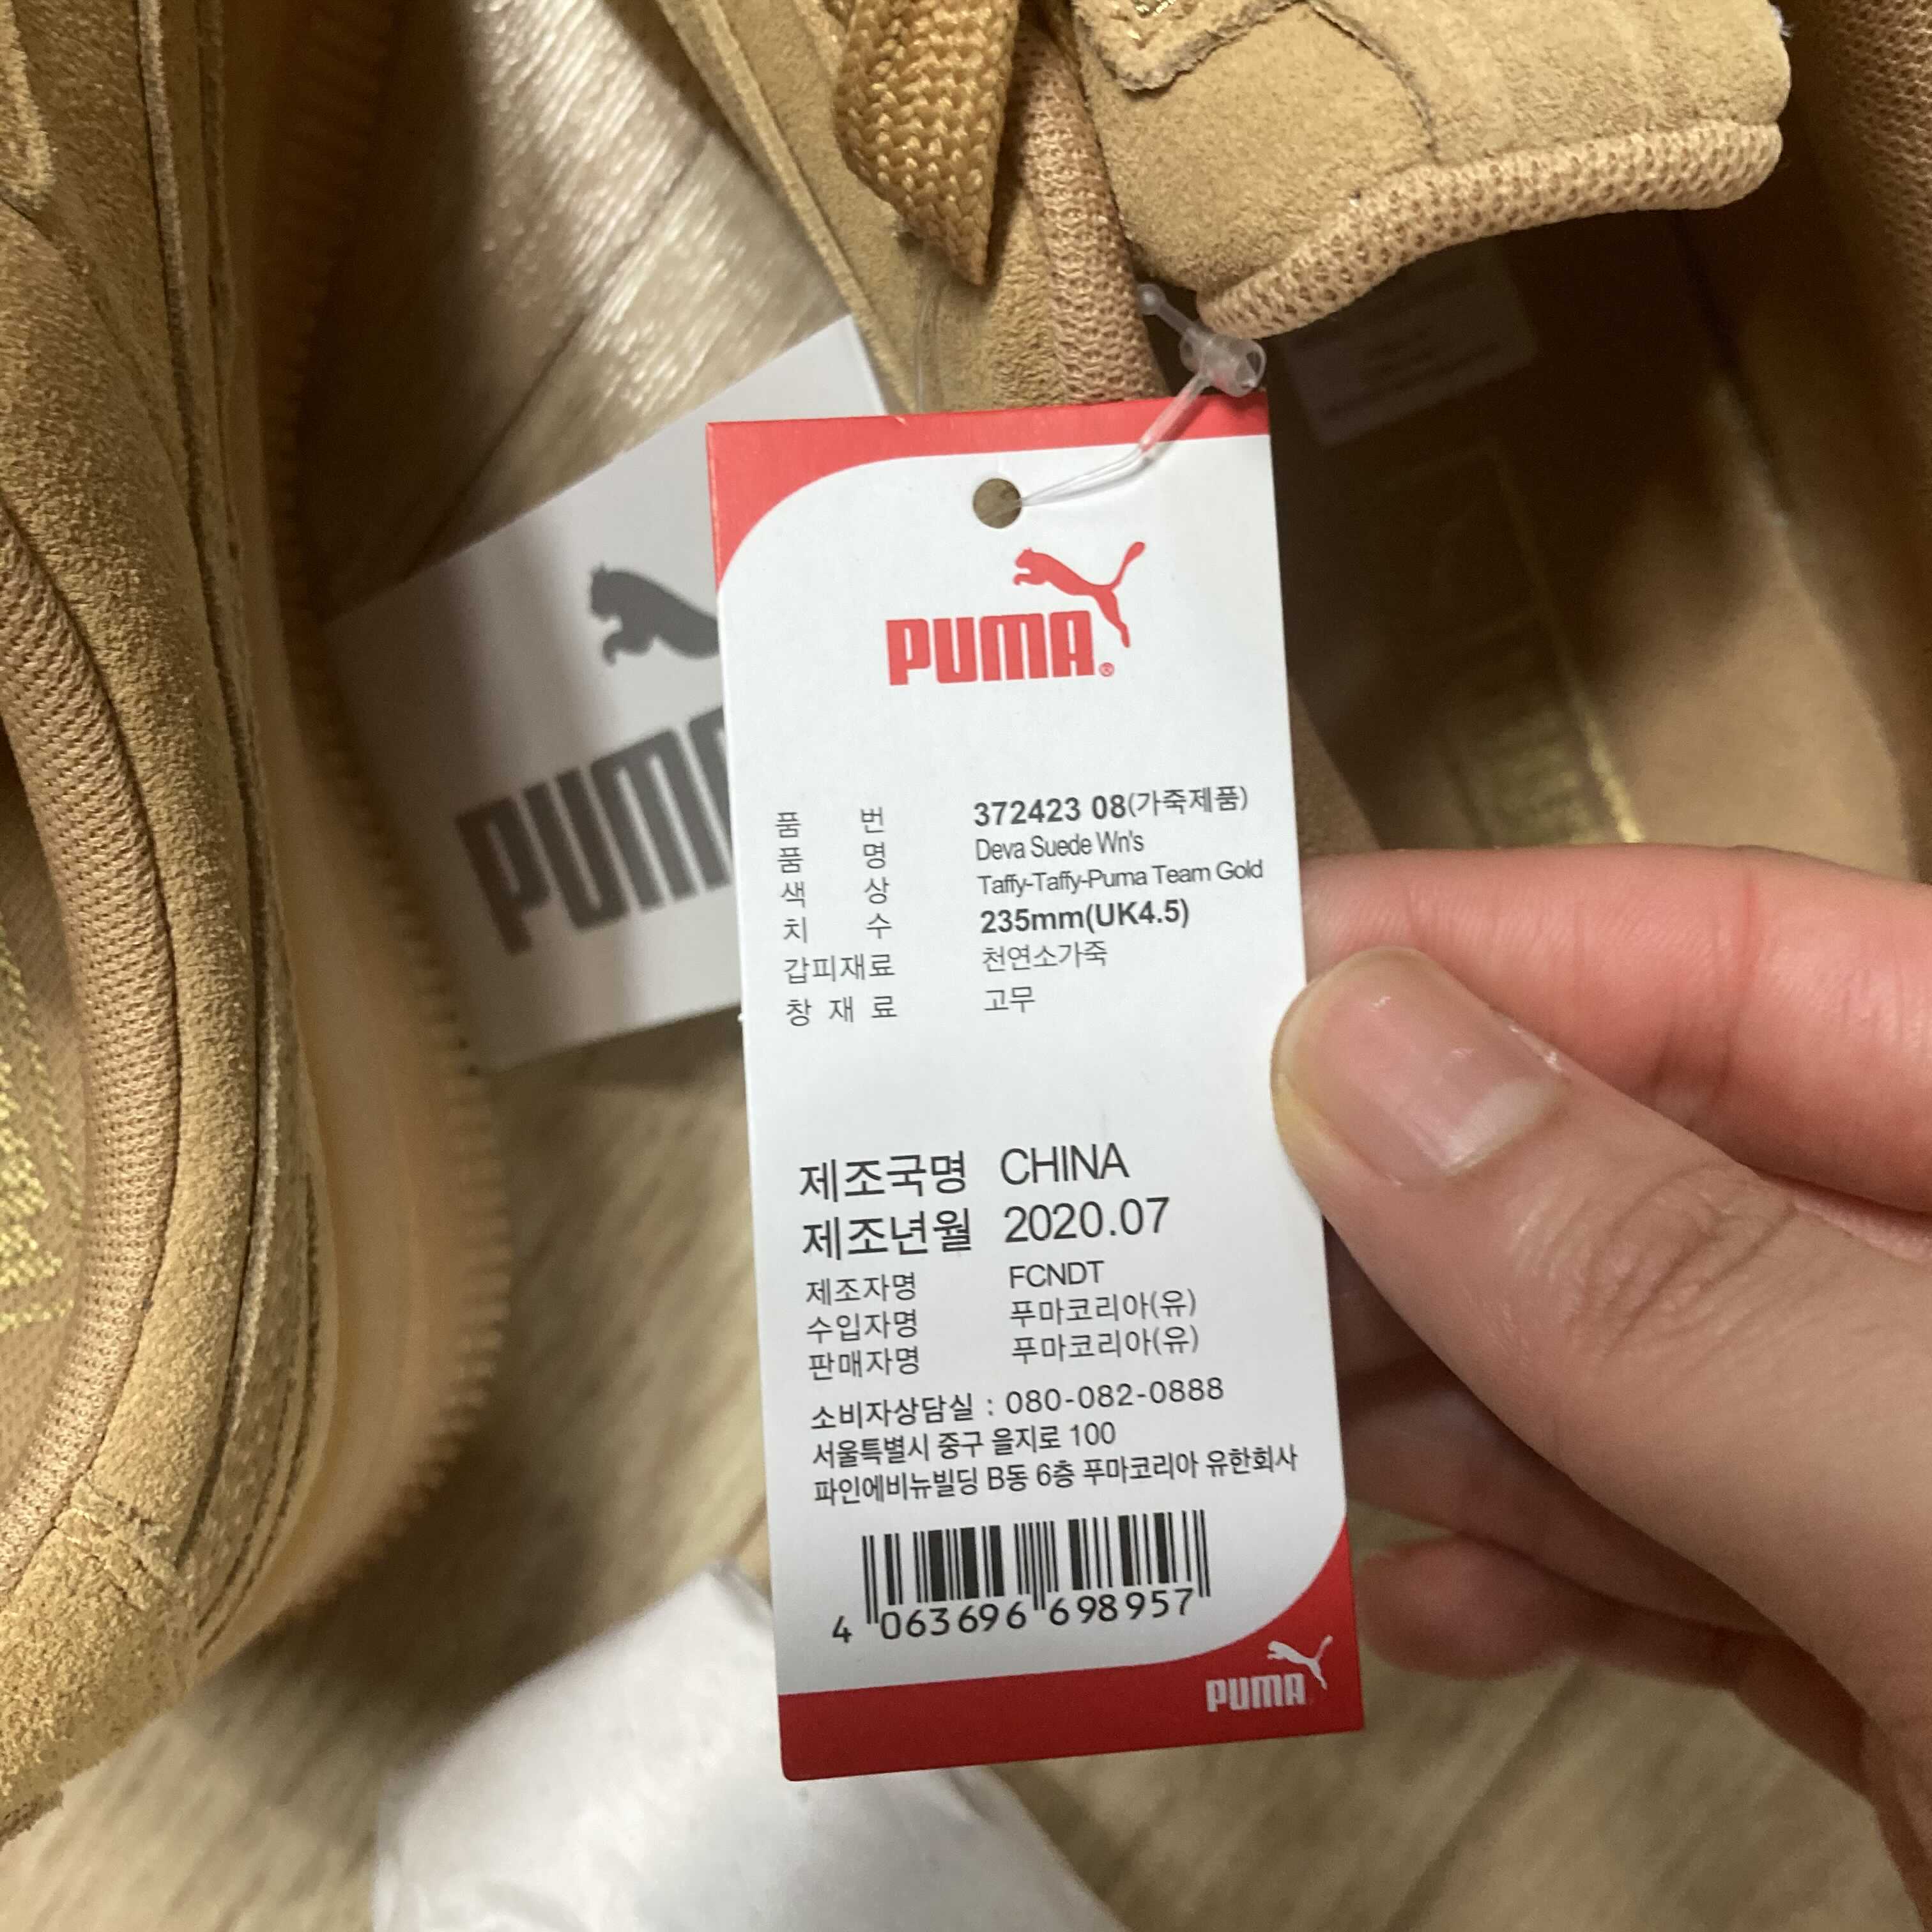 PUMA
PUMA
품 번 372423 08(가죽제품)
품 명 Deva Suede Wn's
색 상 Taffy-Taffy-Puma Team Gold
치 수 235mm(UK4.5)
갑피재료 천연소가죽
창 재 료 고무
제조국명 CHINA
제조년월 2020.07
제조자명 FCNDT
수입자명 푸마코리아(유)
판매자명 푸마코리아(유)
소비자상담실 : 080-082-0888
서울특별시 중구 을지로 100
파인에비뉴빌딩 B동 6층 푸마코리아 유한회사
4 063696 698957
PUMA